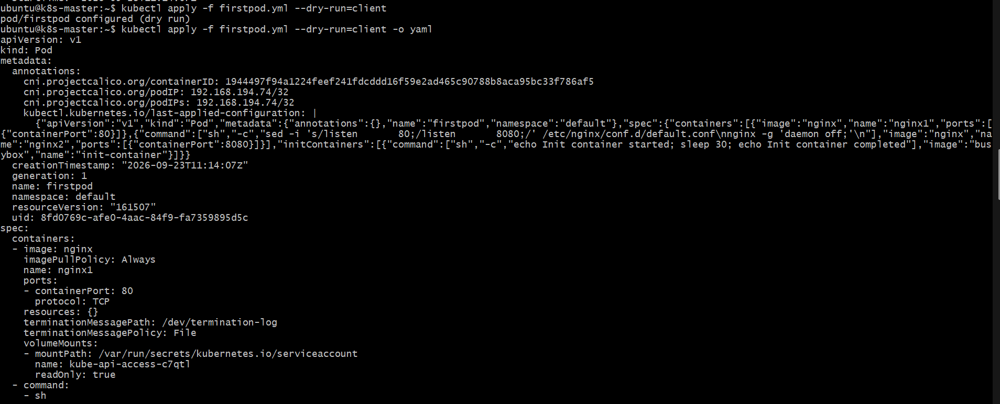 ubuntu@k8s-master:~$ kubectl apply -f firstpod.yml --dry-run=client
pod/firstpod configured (dry run)
ubuntu@k8s-master:~$ kubectl apply -f firstpod.yml --dry-run=client -o yaml
apiVersion: v1
kind: Pod
metadata:
  annotations:
    cni.projectcalico.org/containerID: 1944497f94a1224feef241fdcddd16f59e2ad465c90788b8aca95bc33f786af5
    cni.projectcalico.org/podIP: 192.168.194.74/32
    cni.projectcalico.org/podIPs: 192.168.194.74/32
    kubectl.kubernetes.io/last-applied-configuration: |
      {"apiVersion":"v1","kind":"Pod","metadata":{"annotations":{},"name":"firstpod","namespace":"default"},"spec":{"containers":[{"image":"nginx","name":"nginx1","ports":[
{"containerPort":80}]},{"command":["sh","-c","sed -i 's/listen       80;/listen       8080;/' /etc/nginx/conf.d/default.conf\nnginx -g 'daemon off;'\n"],"image":"nginx","na
me":"nginx2","ports":[{"containerPort":8080}]}],"initContainers":[{"command":["sh","-c","echo Init container started; sleep 30; echo Init container completed"],"image":"bus
ybox","name":"init-container"}]}}
  creationTimestamp: "2026-09-23T11:14:07Z"
  generation: 1
  name: firstpod
  namespace: default
  resourceVersion: "161507"
  uid: 8fd0769c-afe0-4aac-84f9-fa7359895d5c
spec:
  containers:
  - image: nginx
    imagePullPolicy: Always
    name: nginx1
    ports:
    - containerPort: 80
      protocol: TCP
    resources: {}
    terminationMessagePath: /dev/termination-log
    terminationMessagePolicy: File
    volumeMounts:
    - mountPath: /var/run/secrets/kubernetes.io/serviceaccount
      name: kube-api-access-c7qtl
      readOnly: true
  - command:
    - sh